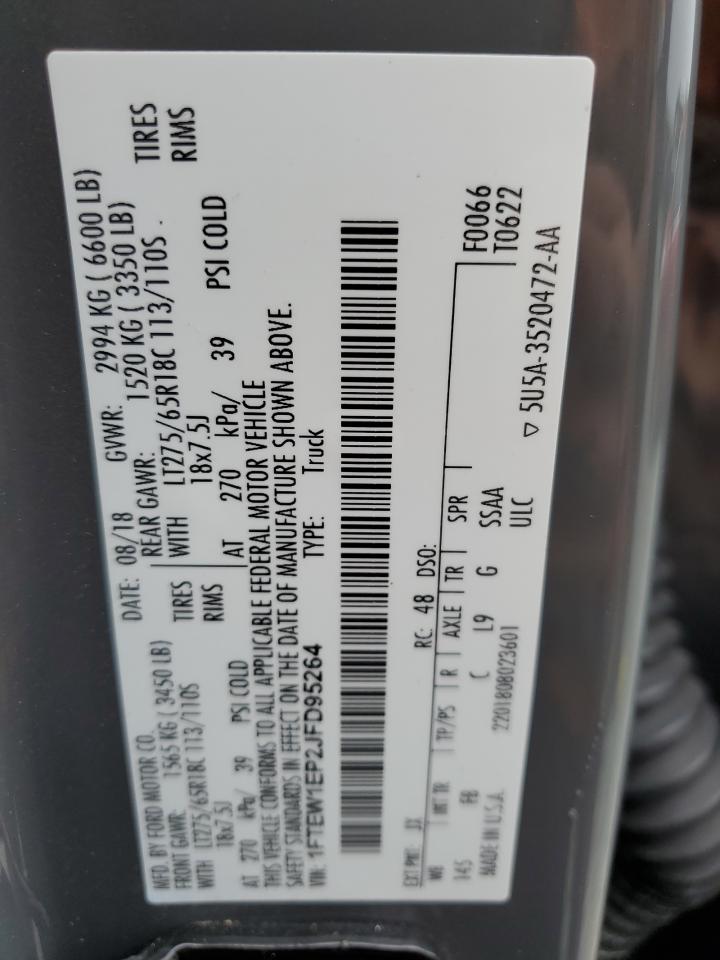 MFD. BY FORD MOTOR CO.
DATE: 08/18 GVWR: 2994 KG ( 6600 LB)
FRONT GAWR: 1565 KG ( 3450 LB) REAR GAWR: 1520 KG ( 3350 LB)
WITH LT275/65R18C 113/110S TIRES WITH LT275/65R18C 113/110S . TIRES
18x7.5J RIMS 18x7.5J RIMS
AT 270 kPa/ 39 PSI COLD AT 270 kPa/ 39 PSI COLD
THIS VEHICLE CONFORMS TO ALL APPLICABLE FEDERAL MOTOR VEHICLE
SAFETY STANDARDS IN EFFECT ON THE DATE OF MANUFACTURE SHOWN ABOVE.
VIN: 1FTEW1EP2JFD95264 TYPE: Truck
EXT PNT: JX RC: 48 DSO: F0066
WB INT TR TP/PS R AXLE TR SPR T0622
145 FB C L9 G SSAA
ULC
MADE IN U.S.A. 2201808023601 ▽ 5U5A-3520472-AA